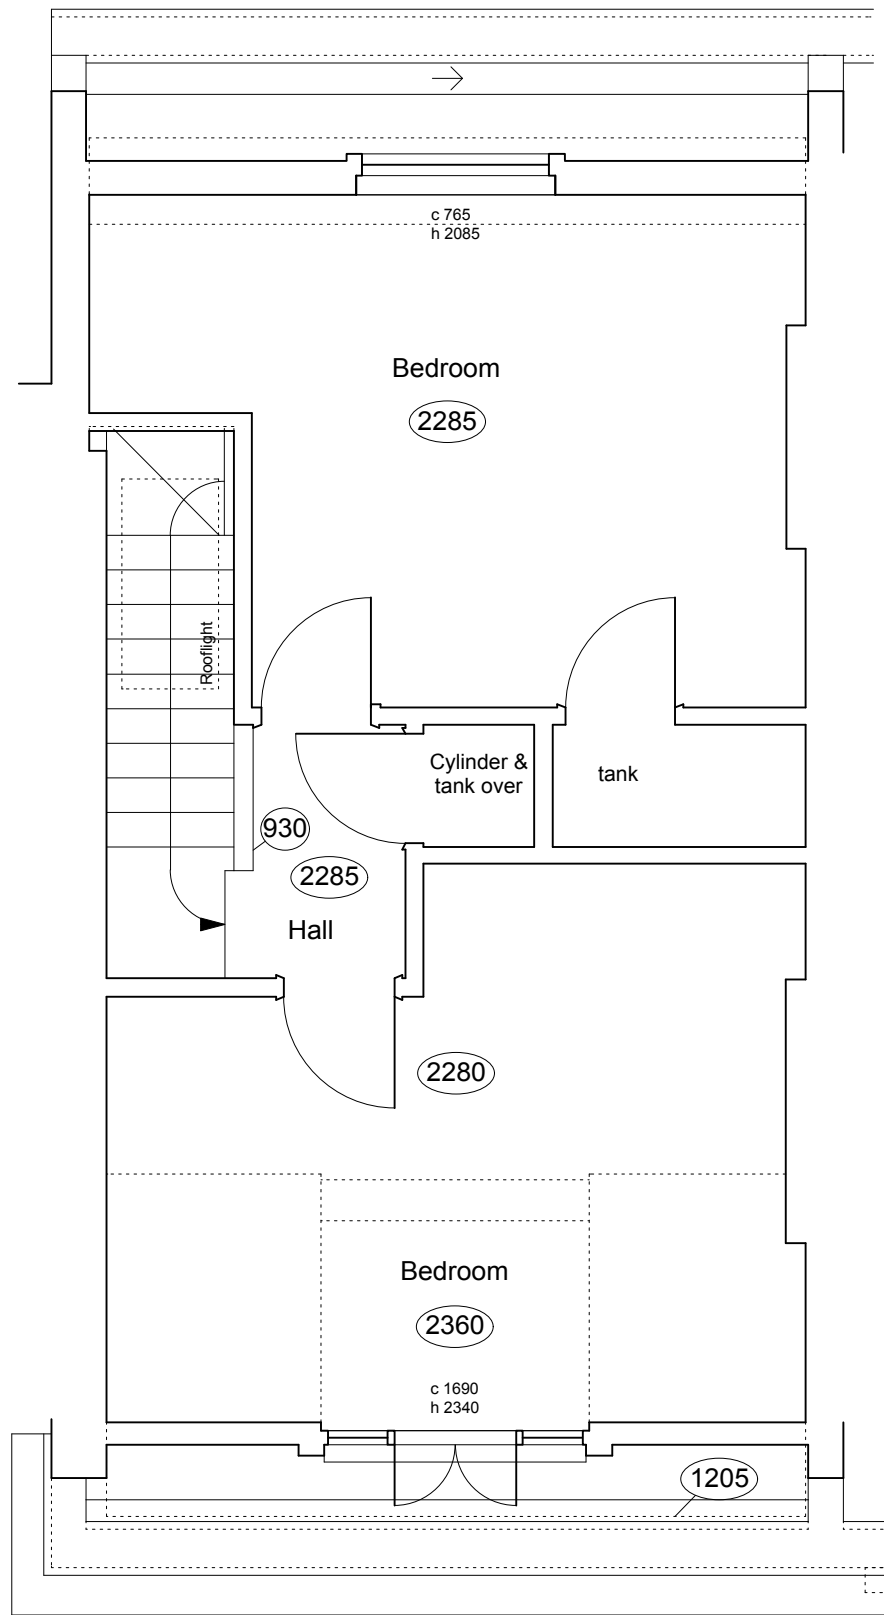 c 765
h 2085
Bedroom
2285
Rooflight
Cylinder &
tank over
tank
930
2285
Hall
2280
Bedroom
2360
c 1690
h 2340
1205